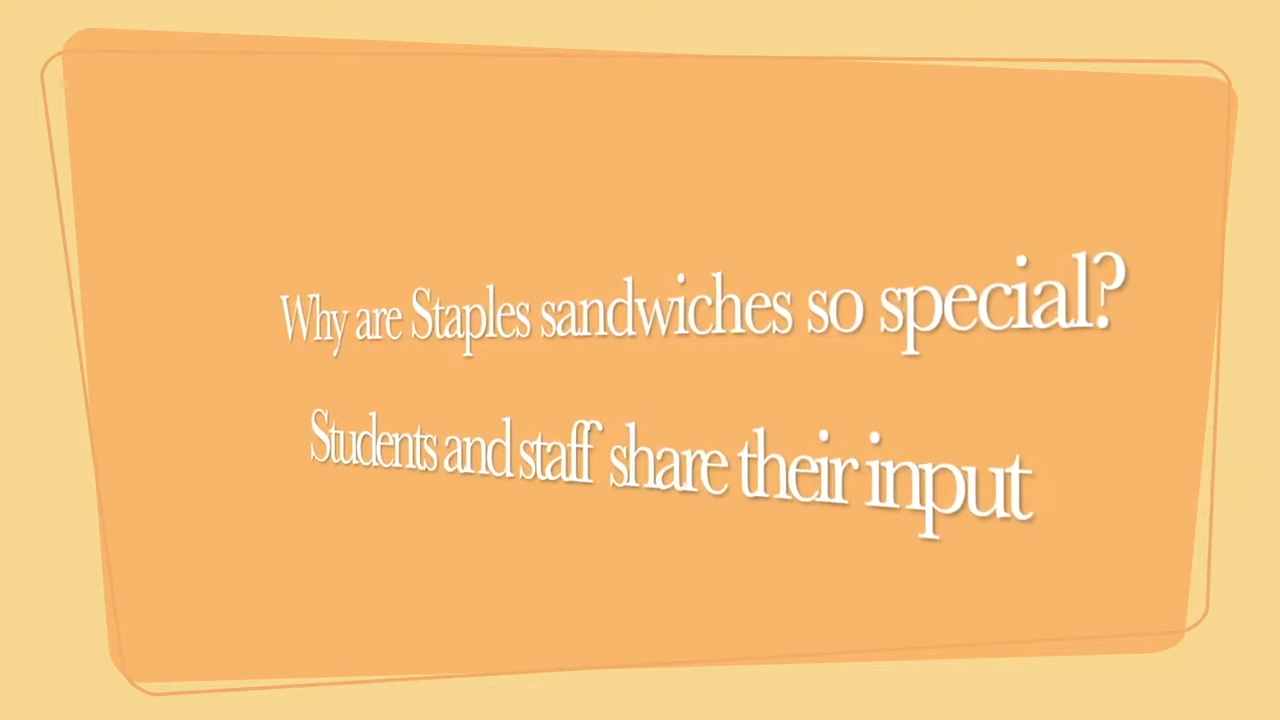 Why are Staples sandwiches so special?
Students and staff share their input